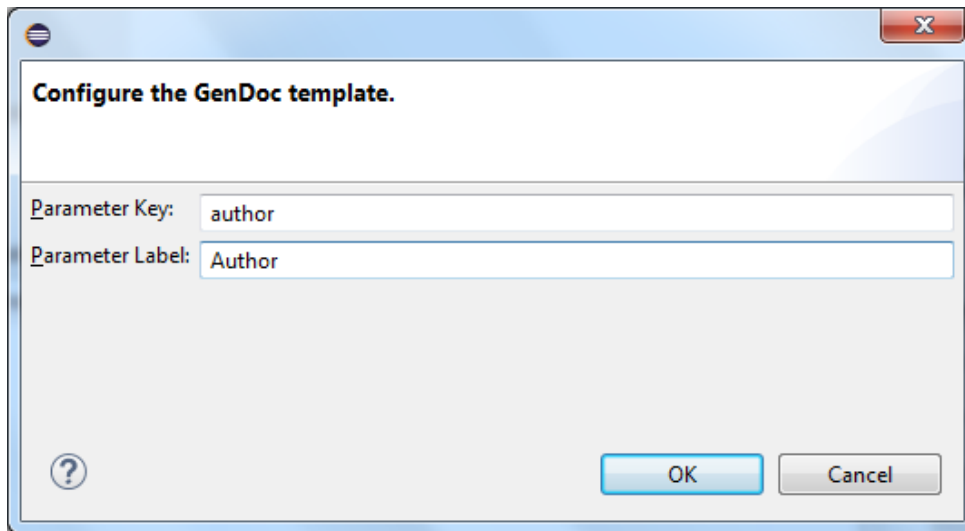 Configure the GenDoc template.
Parameter Key: author
Parameter Label: Author
? OK Cancel